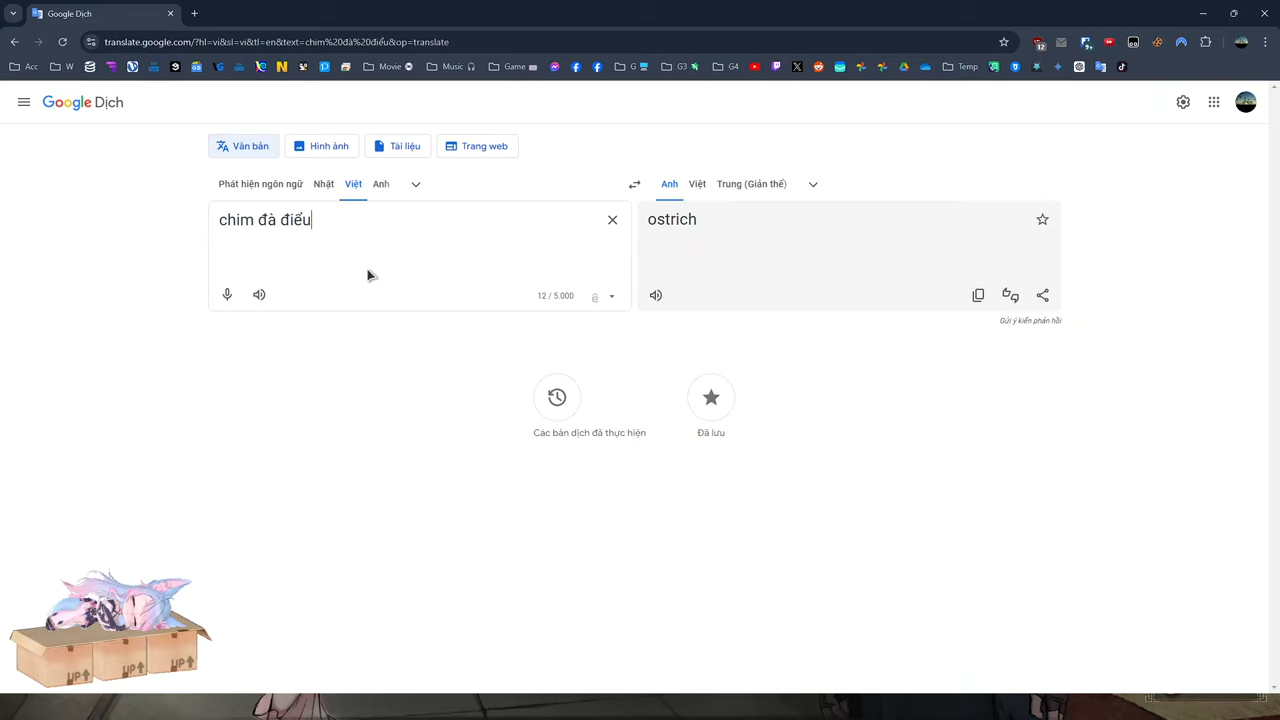 Google Dịch
translate.google.com/?hl=vi&sl=vi&tl=en&text=chim%20đà%20điểu&op=translate
12
Acc
W
Movie
Music
Game
G
G3
G4
Temp
Google Dịch
Văn bản
Hình ảnh
Tài liệu
Trang web
Phát hiện ngôn ngữ
Nhật
Việt
Anh
Anh
Việt
Trung (Giản thể)
chim đà điểu
ostrich
12 / 5.000
Gửi ý kiến phản hồi
Các bản dịch đã thực hiện
Đã lưu
UP
UP
UP